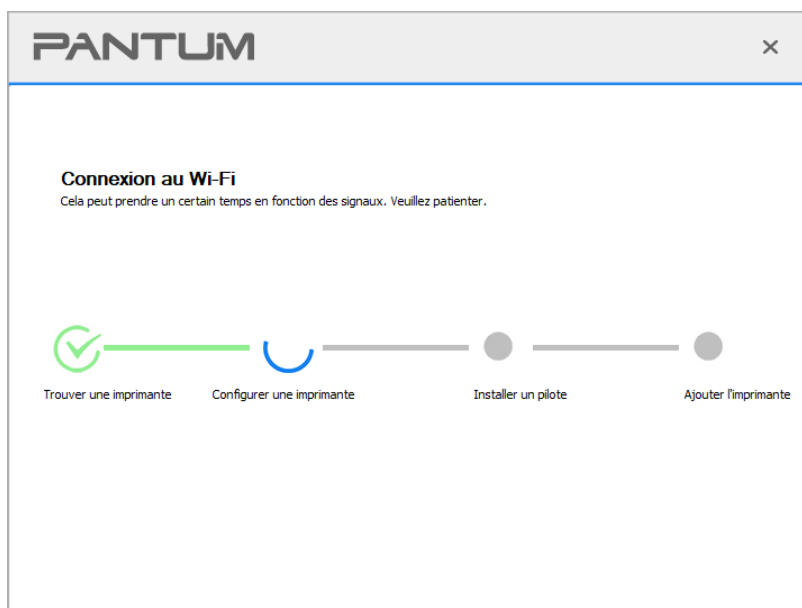 PANTUM
Connexion au Wi-Fi
Cela peut prendre un certain temps en fonction des signaux. Veuillez patienter.
Trouver une imprimante
Configurer une imprimante
Installer un pilote
Ajouter l'imprimante